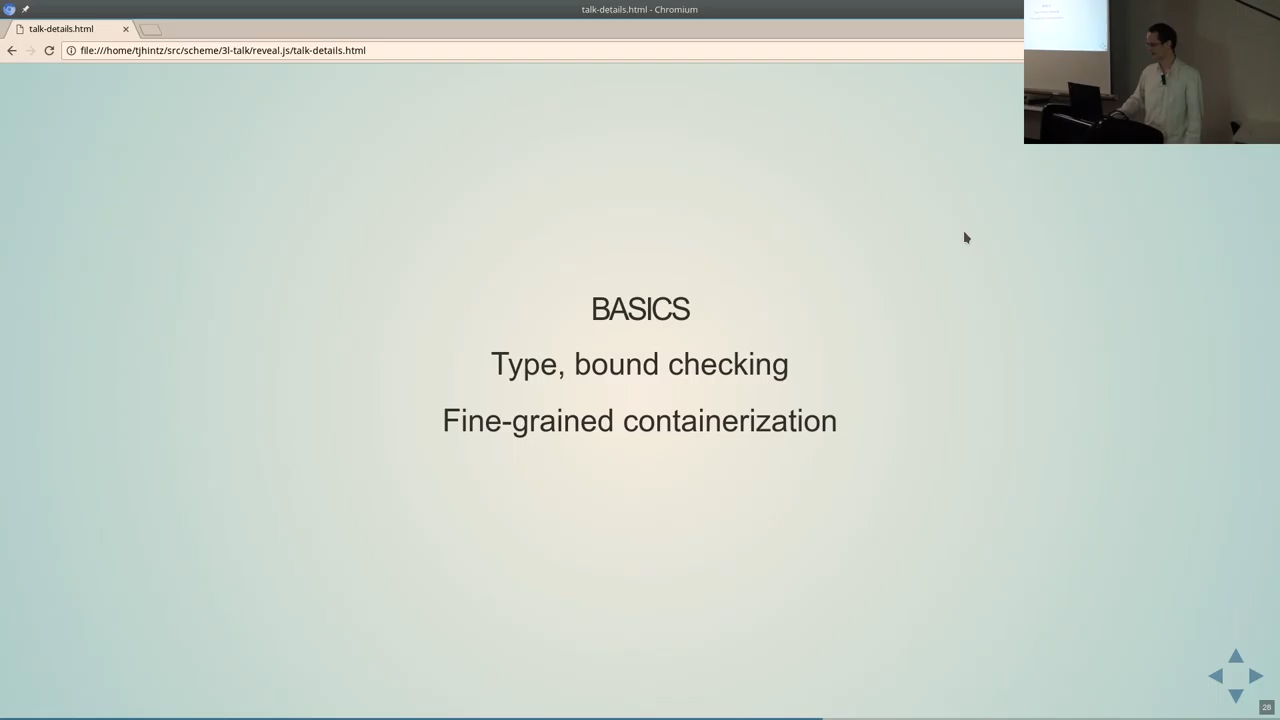 talk-details.html - Chromium
talk-details.html
file:///home/tjhintz/src/scheme/3l-talk/reveal.js/talk-details.html
BASICS
Type, bound checking
Fine-grained containerization
28